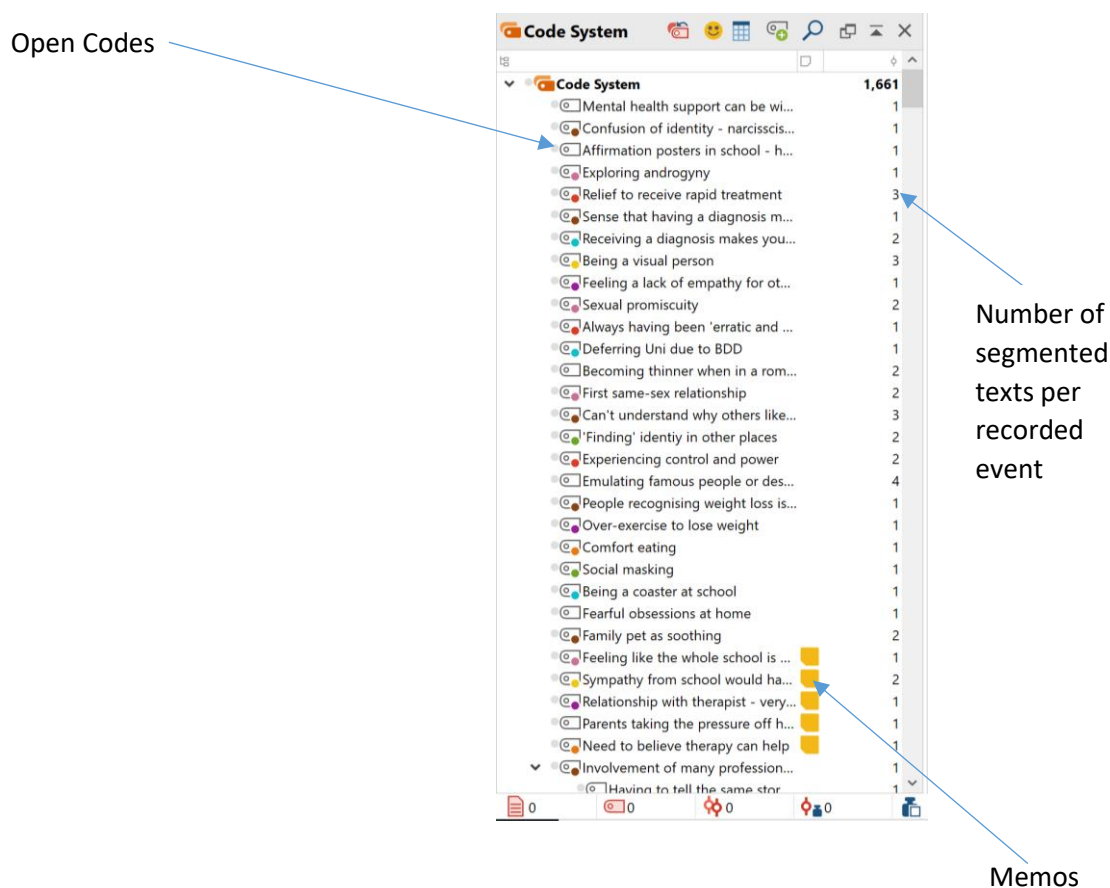 Open Codes
Code System
Code System 1,661
Mental health support can be wi... 1
Confusion of identity - narcisscis... 1
Affirmation posters in school - h... 1
Exploring androgyny 1
Relief to receive rapid treatment 3
Sense that having a diagnosis m... 1
Receiving a diagnosis makes you... 2
Being a visual person 3
Feeling a lack of empathy for ot... 1
Sexual promiscuity 2
Always having been 'erratic and ... 1
Deferring Uni due to BDD 1
Becoming thinner when in a rom... 2
First same-sex relationship 2
Can't understand why others like... 3
'Finding' identiy in other places 2
Experiencing control and power 2
Emulating famous people or des... 4
People recognising weight loss is... 1
Over-exercise to lose weight 1
Comfort eating 1
Social masking 1
Being a coaster at school 1
Fearful obsessions at home 1
Family pet as soothing 2
Feeling like the whole school is ... 1
Sympathy from school would ha... 2
Relationship with therapist - very... 1
Parents taking the pressure off h... 1
Need to believe therapy can help 1
Involvement of many profession... 1
Having to tell the same stor 1
0 0 0 0
Number of
segmented
texts per
recorded
event
Memos